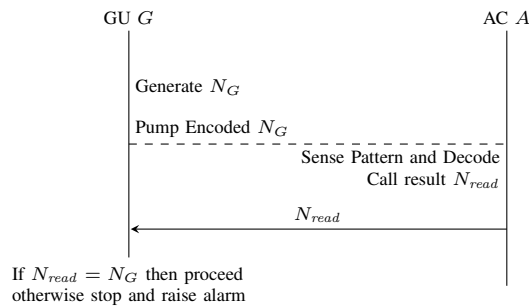 GU G
AC A
Generate N_G
Pump Encoded N_G
Sense Pattern and Decode
Call result N_read
N_read
If N_read = N_G then proceed
otherwise stop and raise alarm